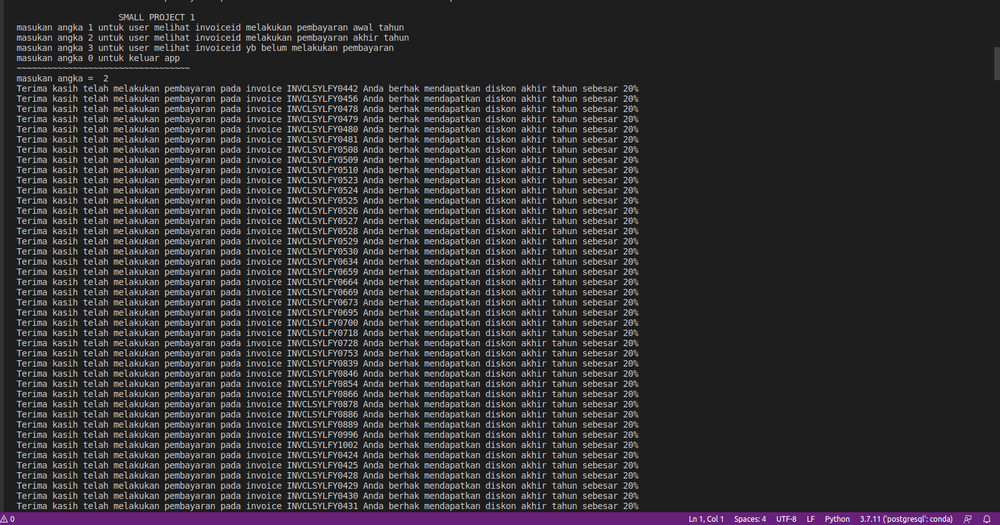 SMALL PROJECT 1
masukan angka 1 untuk user melihat invoiceid melakukan pembayaran awal tahun
masukan angka 2 untuk user melihat invoiceid melakukan pembayaran akhir tahun
masukan angka 3 untuk user melihat invoiceid yb belum melakukan pembayaran
masukan angka 0 untuk keluar app
~~~~~~~~~~~~~~~~~~~~~~~~~~~~~~~~~~
masukan angka =  2
Terima kasih telah melakukan pembayaran pada invoice INVCLSYLFY0442 Anda berhak mendapatkan diskon akhir tahun sebesar 20%
Terima kasih telah melakukan pembayaran pada invoice INVCLSYLFY0456 Anda berhak mendapatkan diskon akhir tahun sebesar 20%
Terima kasih telah melakukan pembayaran pada invoice INVCLSYLFY0478 Anda berhak mendapatkan diskon akhir tahun sebesar 20%
Terima kasih telah melakukan pembayaran pada invoice INVCLSYLFY0479 Anda berhak mendapatkan diskon akhir tahun sebesar 20%
Terima kasih telah melakukan pembayaran pada invoice INVCLSYLFY0480 Anda berhak mendapatkan diskon akhir tahun sebesar 20%
Terima kasih telah melakukan pembayaran pada invoice INVCLSYLFY0481 Anda berhak mendapatkan diskon akhir tahun sebesar 20%
Terima kasih telah melakukan pembayaran pada invoice INVCLSYLFY0508 Anda berhak mendapatkan diskon akhir tahun sebesar 20%
Terima kasih telah melakukan pembayaran pada invoice INVCLSYLFY0509 Anda berhak mendapatkan diskon akhir tahun sebesar 20%
Terima kasih telah melakukan pembayaran pada invoice INVCLSYLFY0510 Anda berhak mendapatkan diskon akhir tahun sebesar 20%
Terima kasih telah melakukan pembayaran pada invoice INVCLSYLFY0523 Anda berhak mendapatkan diskon akhir tahun sebesar 20%
Terima kasih telah melakukan pembayaran pada invoice INVCLSYLFY0524 Anda berhak mendapatkan diskon akhir tahun sebesar 20%
Terima kasih telah melakukan pembayaran pada invoice INVCLSYLFY0525 Anda berhak mendapatkan diskon akhir tahun sebesar 20%
Terima kasih telah melakukan pembayaran pada invoice INVCLSYLFY0526 Anda berhak mendapatkan diskon akhir tahun sebesar 20%
Terima kasih telah melakukan pembayaran pada invoice INVCLSYLFY0527 Anda berhak mendapatkan diskon akhir tahun sebesar 20%
Terima kasih telah melakukan pembayaran pada invoice INVCLSYLFY0528 Anda berhak mendapatkan diskon akhir tahun sebesar 20%
Terima kasih telah melakukan pembayaran pada invoice INVCLSYLFY0529 Anda berhak mendapatkan diskon akhir tahun sebesar 20%
Terima kasih telah melakukan pembayaran pada invoice INVCLSYLFY0530 Anda berhak mendapatkan diskon akhir tahun sebesar 20%
Terima kasih telah melakukan pembayaran pada invoice INVCLSYLFY0634 Anda berhak mendapatkan diskon akhir tahun sebesar 20%
Terima kasih telah melakukan pembayaran pada invoice INVCLSYLFY0659 Anda berhak mendapatkan diskon akhir tahun sebesar 20%
Terima kasih telah melakukan pembayaran pada invoice INVCLSYLFY0664 Anda berhak mendapatkan diskon akhir tahun sebesar 20%
Terima kasih telah melakukan pembayaran pada invoice INVCLSYLFY0669 Anda berhak mendapatkan diskon akhir tahun sebesar 20%
Terima kasih telah melakukan pembayaran pada invoice INVCLSYLFY0673 Anda berhak mendapatkan diskon akhir tahun sebesar 20%
Terima kasih telah melakukan pembayaran pada invoice INVCLSYLFY0695 Anda berhak mendapatkan diskon akhir tahun sebesar 20%
Terima kasih telah melakukan pembayaran pada invoice INVCLSYLFY0700 Anda berhak mendapatkan diskon akhir tahun sebesar 20%
Terima kasih telah melakukan pembayaran pada invoice INVCLSYLFY0718 Anda berhak mendapatkan diskon akhir tahun sebesar 20%
Terima kasih telah melakukan pembayaran pada invoice INVCLSYLFY0728 Anda berhak mendapatkan diskon akhir tahun sebesar 20%
Terima kasih telah melakukan pembayaran pada invoice INVCLSYLFY0753 Anda berhak mendapatkan diskon akhir tahun sebesar 20%
Terima kasih telah melakukan pembayaran pada invoice INVCLSYLFY0839 Anda berhak mendapatkan diskon akhir tahun sebesar 20%
Terima kasih telah melakukan pembayaran pada invoice INVCLSYLFY0846 Anda berhak mendapatkan diskon akhir tahun sebesar 20%
Terima kasih telah melakukan pembayaran pada invoice INVCLSYLFY0854 Anda berhak mendapatkan diskon akhir tahun sebesar 20%
Terima kasih telah melakukan pembayaran pada invoice INVCLSYLFY0866 Anda berhak mendapatkan diskon akhir tahun sebesar 20%
Terima kasih telah melakukan pembayaran pada invoice INVCLSYLFY0878 Anda berhak mendapatkan diskon akhir tahun sebesar 20%
Terima kasih telah melakukan pembayaran pada invoice INVCLSYLFY0886 Anda berhak mendapatkan diskon akhir tahun sebesar 20%
Terima kasih telah melakukan pembayaran pada invoice INVCLSYLFY0889 Anda berhak mendapatkan diskon akhir tahun sebesar 20%
Terima kasih telah melakukan pembayaran pada invoice INVCLSYLFY0996 Anda berhak mendapatkan diskon akhir tahun sebesar 20%
Terima kasih telah melakukan pembayaran pada invoice INVCLSYLFY1002 Anda berhak mendapatkan diskon akhir tahun sebesar 20%
Terima kasih telah melakukan pembayaran pada invoice INVCLSYLFY0424 Anda berhak mendapatkan diskon akhir tahun sebesar 20%
Terima kasih telah melakukan pembayaran pada invoice INVCLSYLFY0425 Anda berhak mendapatkan diskon akhir tahun sebesar 20%
Terima kasih telah melakukan pembayaran pada invoice INVCLSYLFY0428 Anda berhak mendapatkan diskon akhir tahun sebesar 20%
Terima kasih telah melakukan pembayaran pada invoice INVCLSYLFY0429 Anda berhak mendapatkan diskon akhir tahun sebesar 20%
Terima kasih telah melakukan pembayaran pada invoice INVCLSYLFY0430 Anda berhak mendapatkan diskon akhir tahun sebesar 20%
Terima kasih telah melakukan pembayaran pada invoice INVCLSYLFY0431 Anda berhak mendapatkan diskon akhir tahun sebesar 20%
0 Ln 1, Col 1 Spaces: 4 UTF-8 LF Python 3.7.11 ('postgresql': conda)